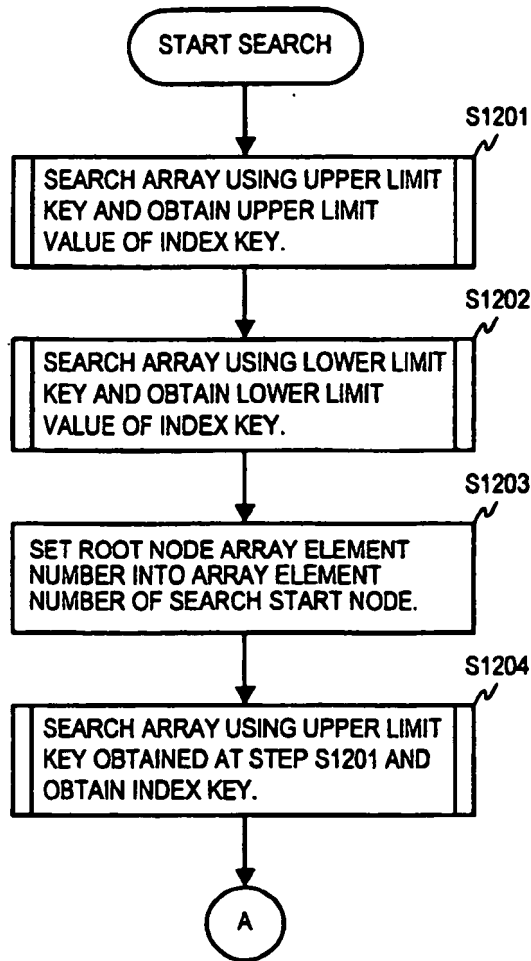 START SEARCH
S1201
SEARCH ARRAY USING UPPER LIMIT
KEY AND OBTAIN UPPER LIMIT
VALUE OF INDEX KEY.
S1202
SEARCH ARRAY USING LOWER LIMIT
KEY AND OBTAIN LOWER LIMIT
VALUE OF INDEX KEY.
S1203
SET ROOT NODE ARRAY ELEMENT
NUMBER INTO ARRAY ELEMENT
NUMBER OF SEARCH START NODE.
S1204
SEARCH ARRAY USING UPPER LIMIT
KEY OBTAINED AT STEP S1201 AND
OBTAIN INDEX KEY.
A